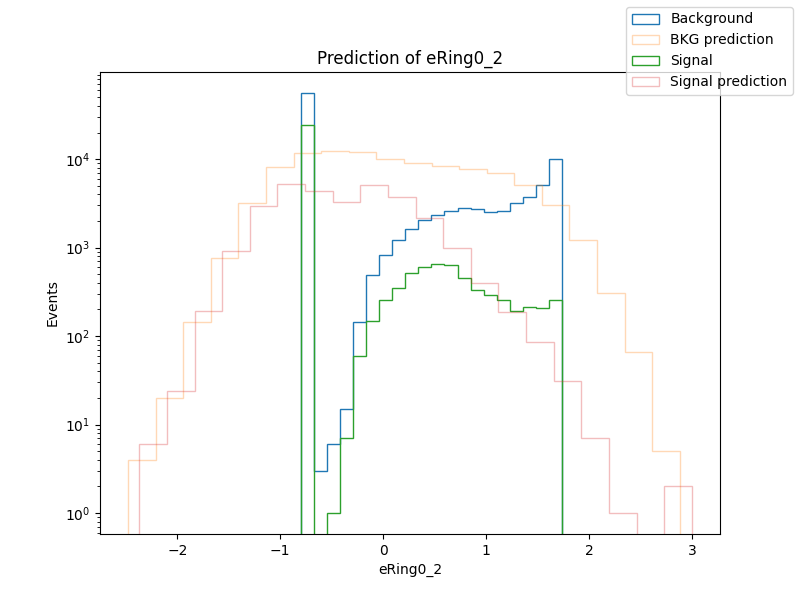 Background
BKG prediction
Signal
Signal prediction
Prediction of eRing0_2
10⁴
10³
10²
10¹
10⁰
Events
−2 −1 0 1 2 3
eRing0_2